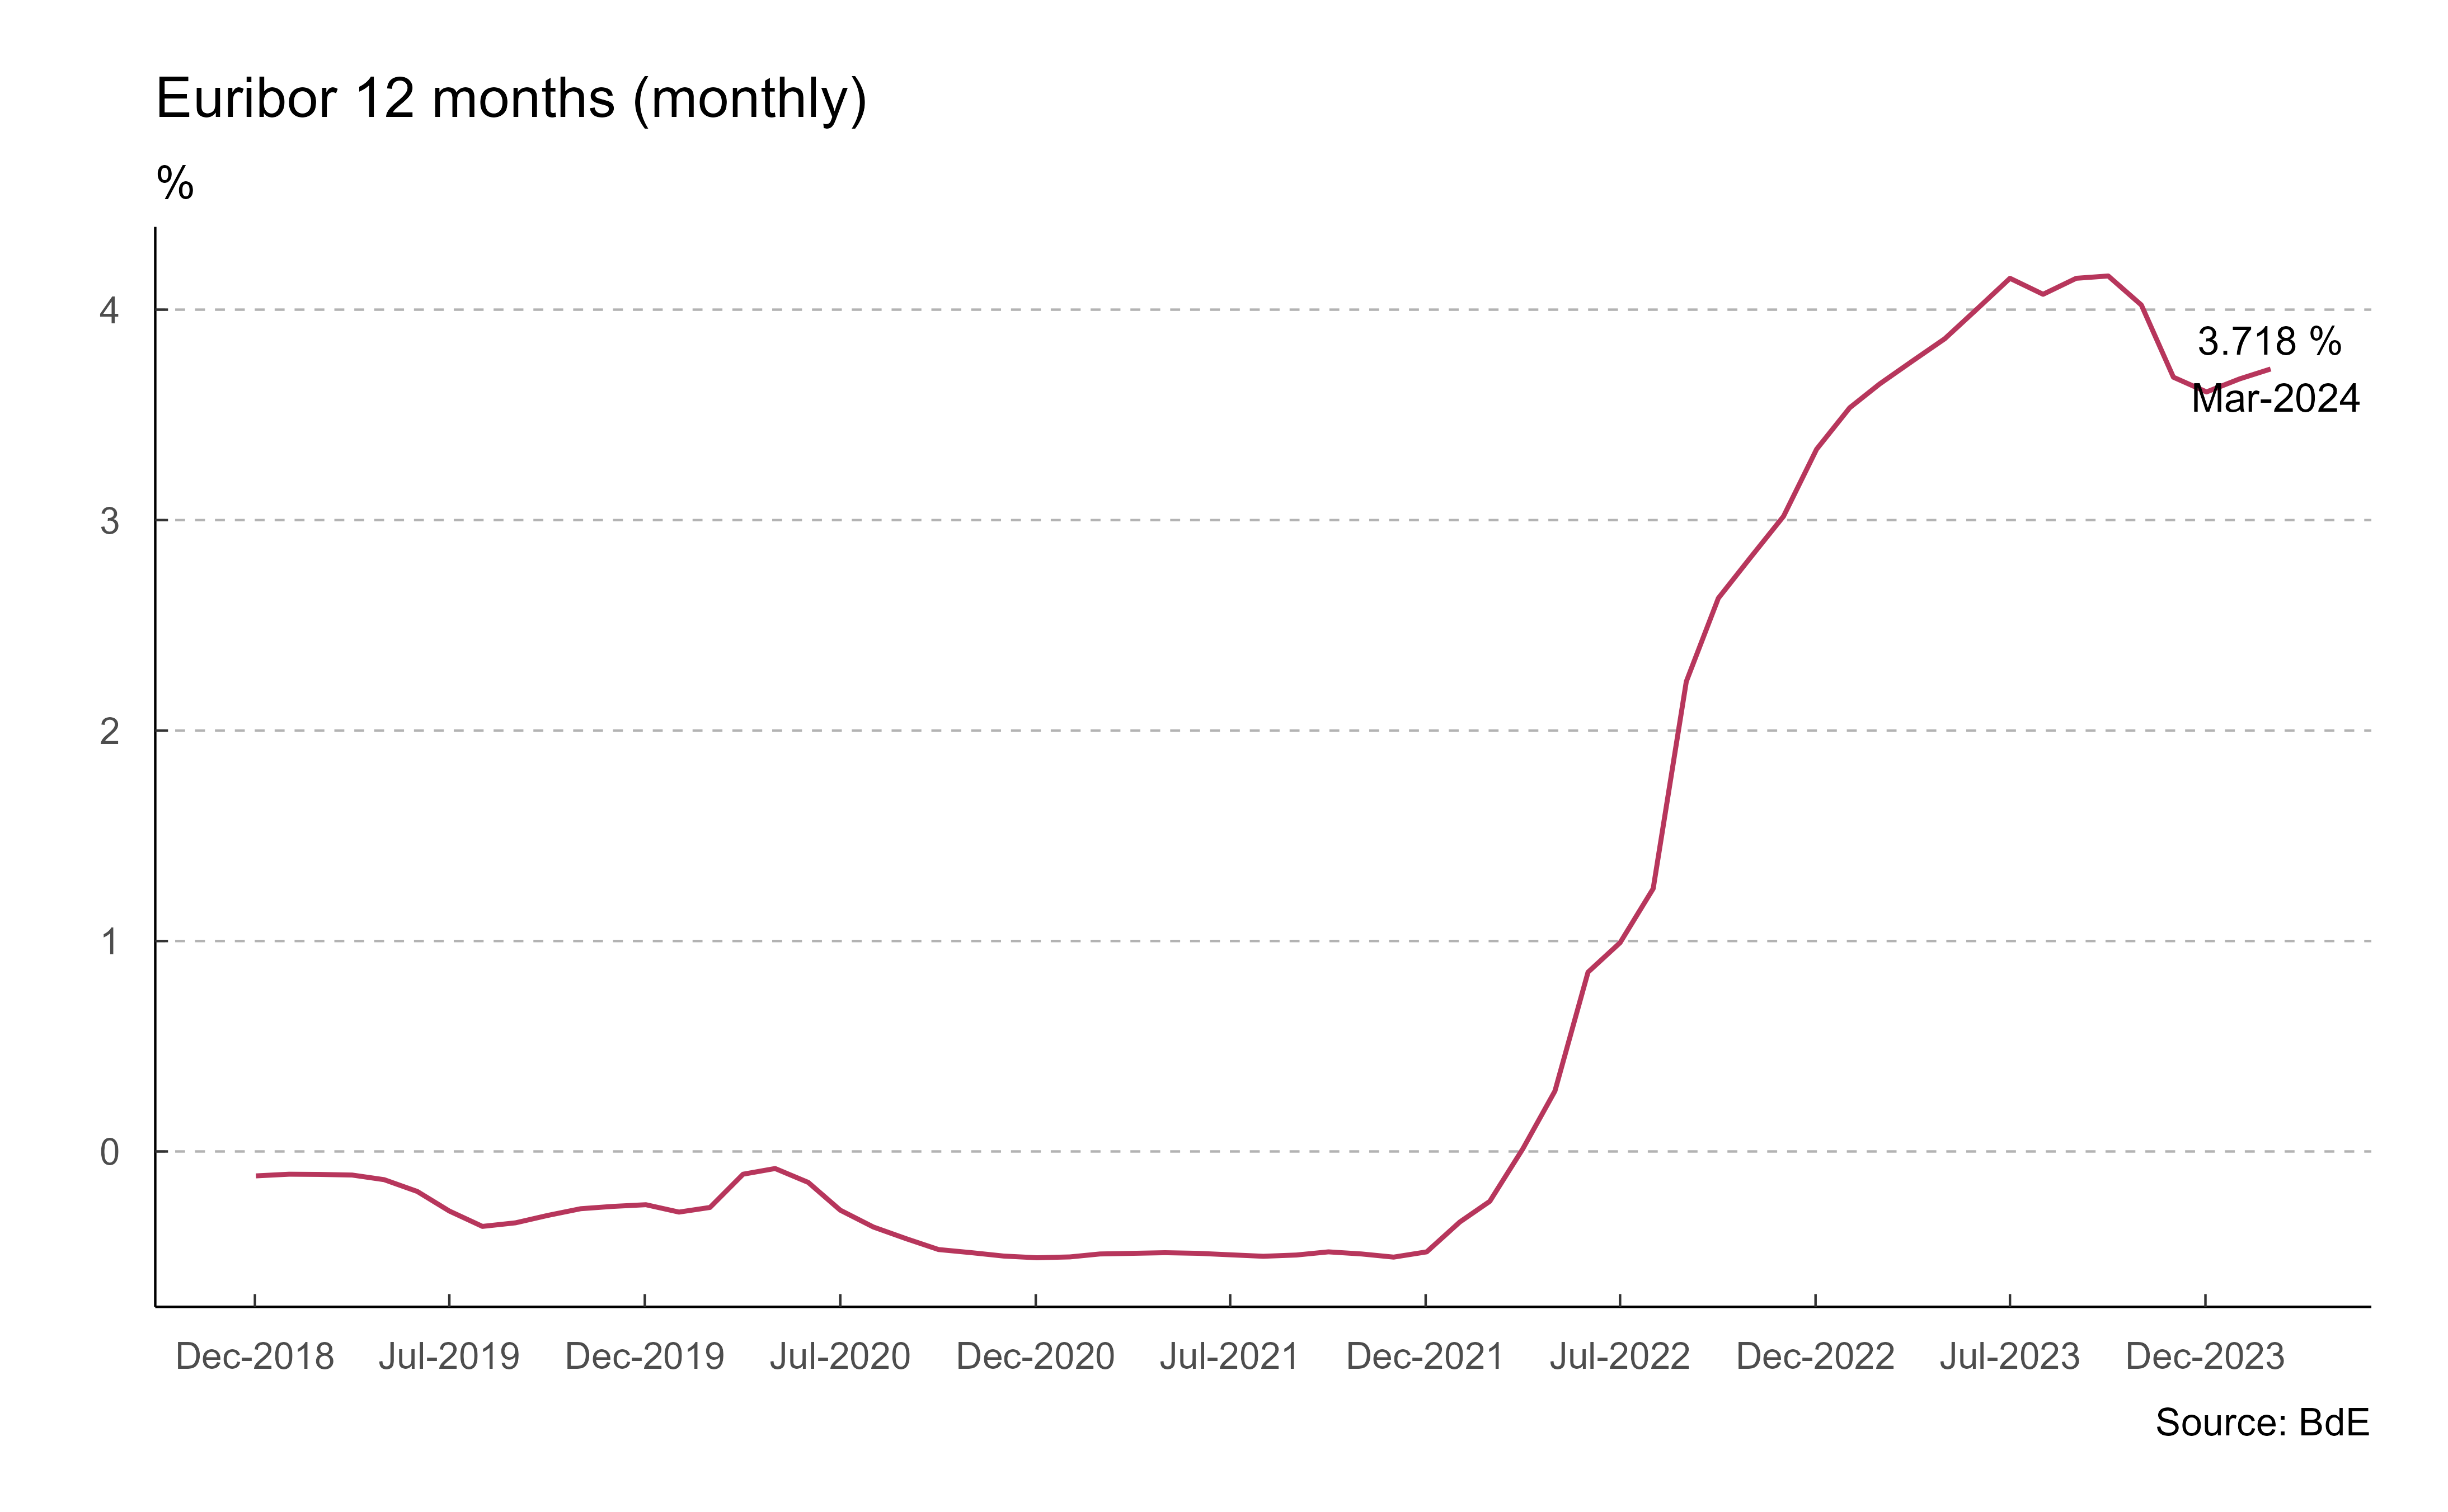 Euribor 12 months (monthly)
%
4
3
2
1
0
3.718 %
Mar-2024
Dec-2018 Jul-2019 Dec-2019 Jul-2020 Dec-2020 Jul-2021 Dec-2021 Jul-2022 Dec-2022 Jul-2023 Dec-2023
Source: BdE